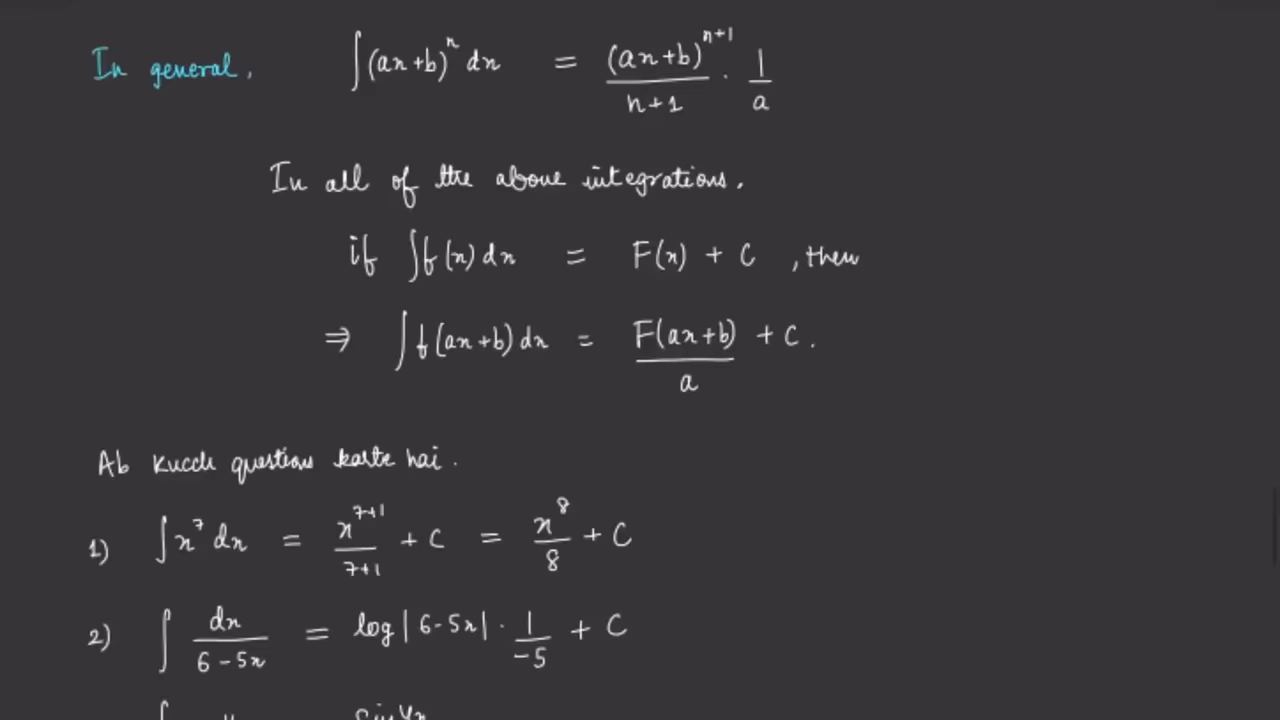 In general, ∫(ax+b)^n dx = (ax+b)^(n+1)/(n+1) · 1/a
In all of the above integrations.
if ∫f(x) dx = F(x) + C , then
⇒ ∫f(ax+b) dx = F(ax+b)/a + C .
Ab kucch questions karte hai .
1) ∫x^7 dx = x^(7+1)/(7+1) + C = x^8/8 + C
2) ∫ dx/(6-5x) = log|6-5x| · 1/-5 + C